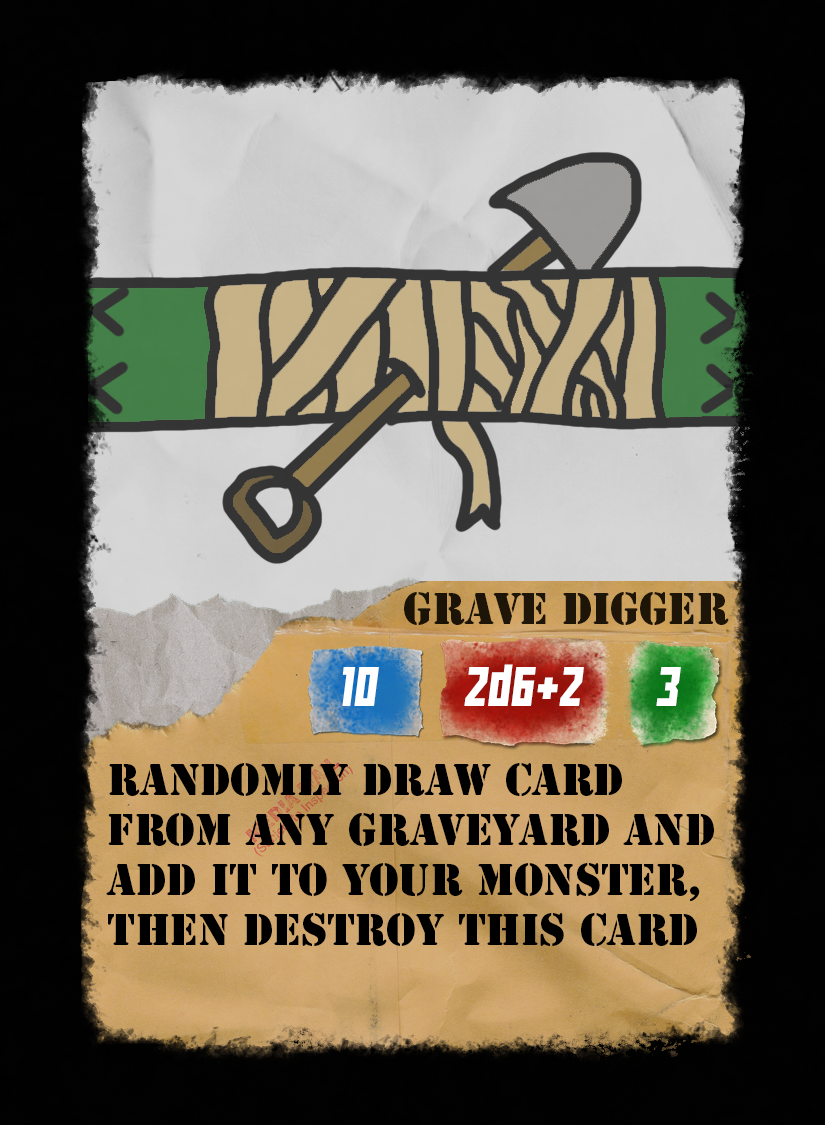 GRAVE DIGGER
10 2d6+2 3
RANDOMLY DRAW CARD
FROM ANY GRAVEYARD AND
ADD IT TO YOUR MONSTER,
THEN DESTROY THIS CARD